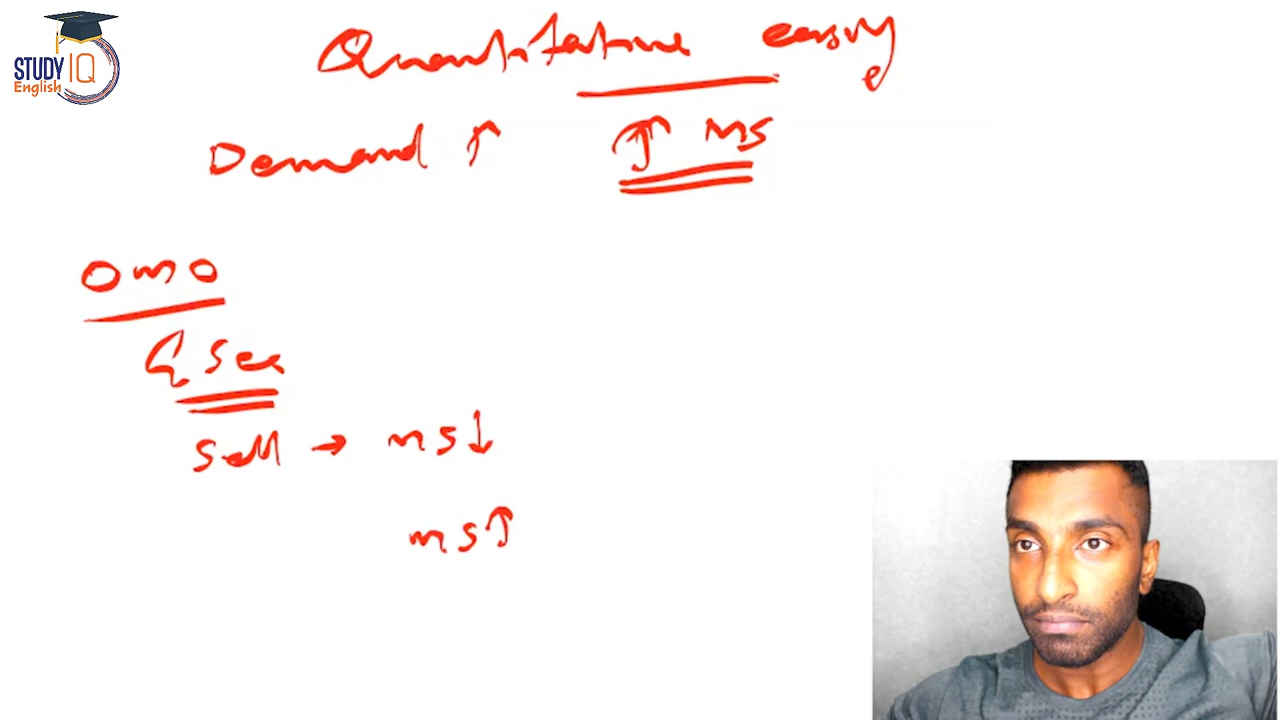 STUDY IQ
English
Quantitative easing
Demand ↑ ↑↑ MS
OMO
G Sec
Sell → MS↓
MS↑